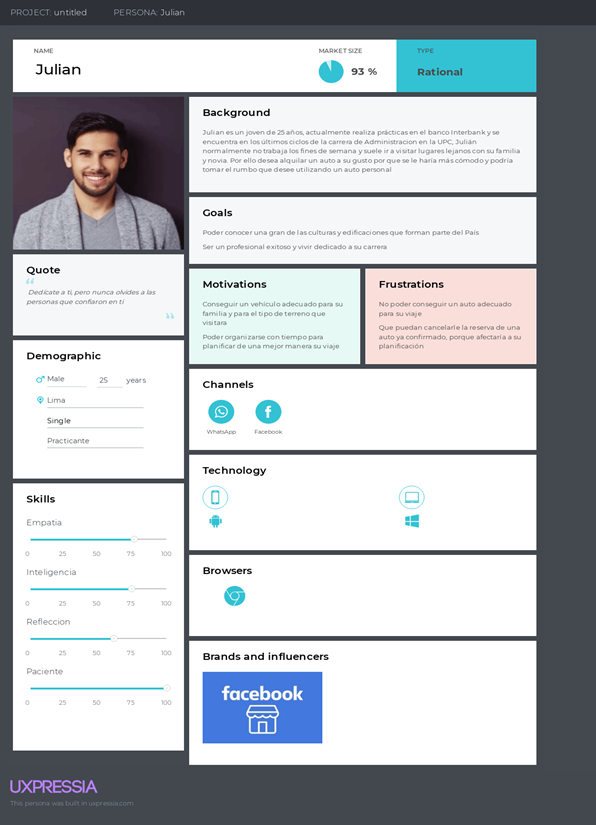 PROJECT: untitled PERSONA: Julian
NAME
Julian
MARKET SIZE
93 %
TYPE
Rational
Background
Julian es un joven de 25 años, actualmente realiza prácticas en el banco Interbank y se
encuentra en los últimos ciclos de la carrera de Administracion en la UPC, Julián
normalmente no trabaja los fines de semana y suele ir a visitar lugares lejanos con su familia
y novia. Por ello desea alquilar un auto a su gusto por que se le haría más cómodo y podría
tomar el rumbo que desee utilizando un auto personal
Goals
Poder conocer una gran de las culturas y edificaciones que forman parte del País
Ser un profesional exitoso y vivir dedicado a su carrera
Quote
“
Dedícate a ti, pero nunca olvides a las
personas que confiaron en ti
”
Motivations
Conseguir un vehículo adecuado para su
familia y para el tipo de terreno que
visitara
Poder organizarse con tiempo para
planificar de una mejor manera su viaje
Frustrations
No poder conseguir un auto adecuado
para su viaje
Que puedan cancelarle la reserva de una
auto ya confirmado, porque afectaría a su
planificación
Demographic
Male 25 years
Lima
Single
Practicante
Channels
WhatsApp Facebook
Technology
Skills
Empatia
0 25 50 75 100
Inteligencia
0 25 50 75 100
Refleccion
0 25 50 75 100
Paciente
0 25 50 75 100
Browsers
Brands and influencers
facebook
UXPRESSIA
This persona was built in uxpressia.com